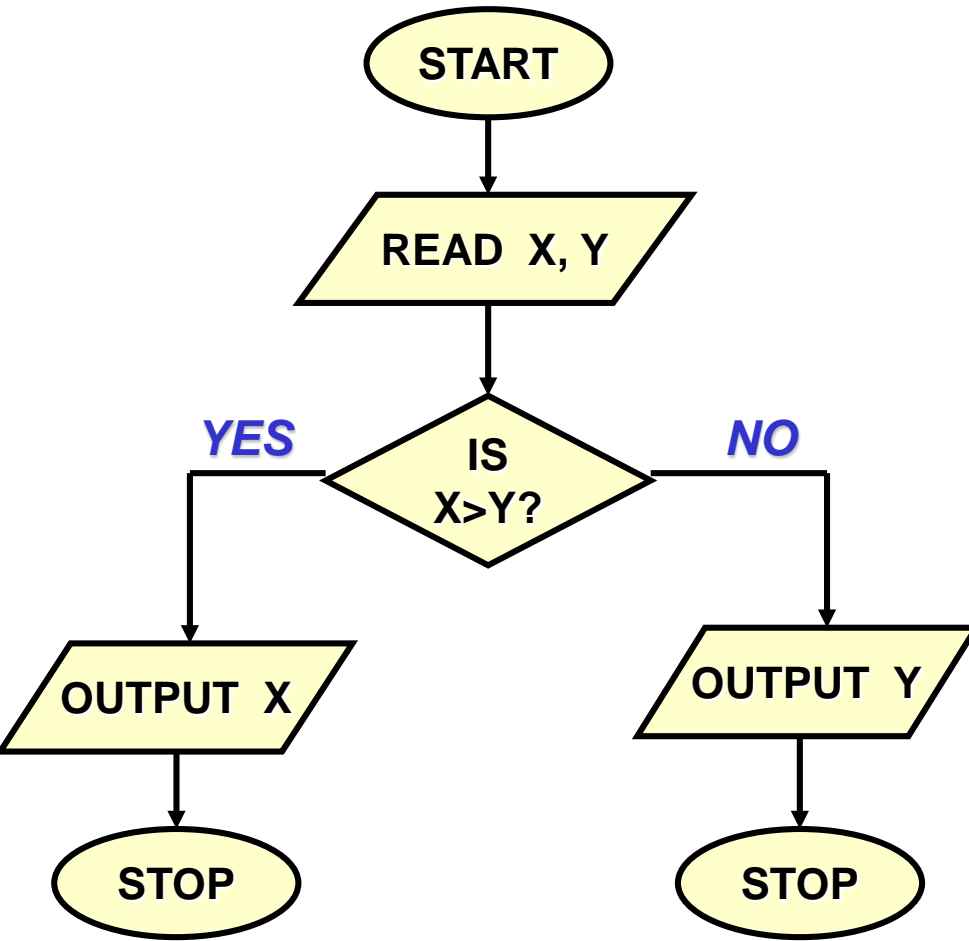 START
READ X, Y
YES
IS
X>Y?
NO
OUTPUT X
OUTPUT Y
STOP
STOP